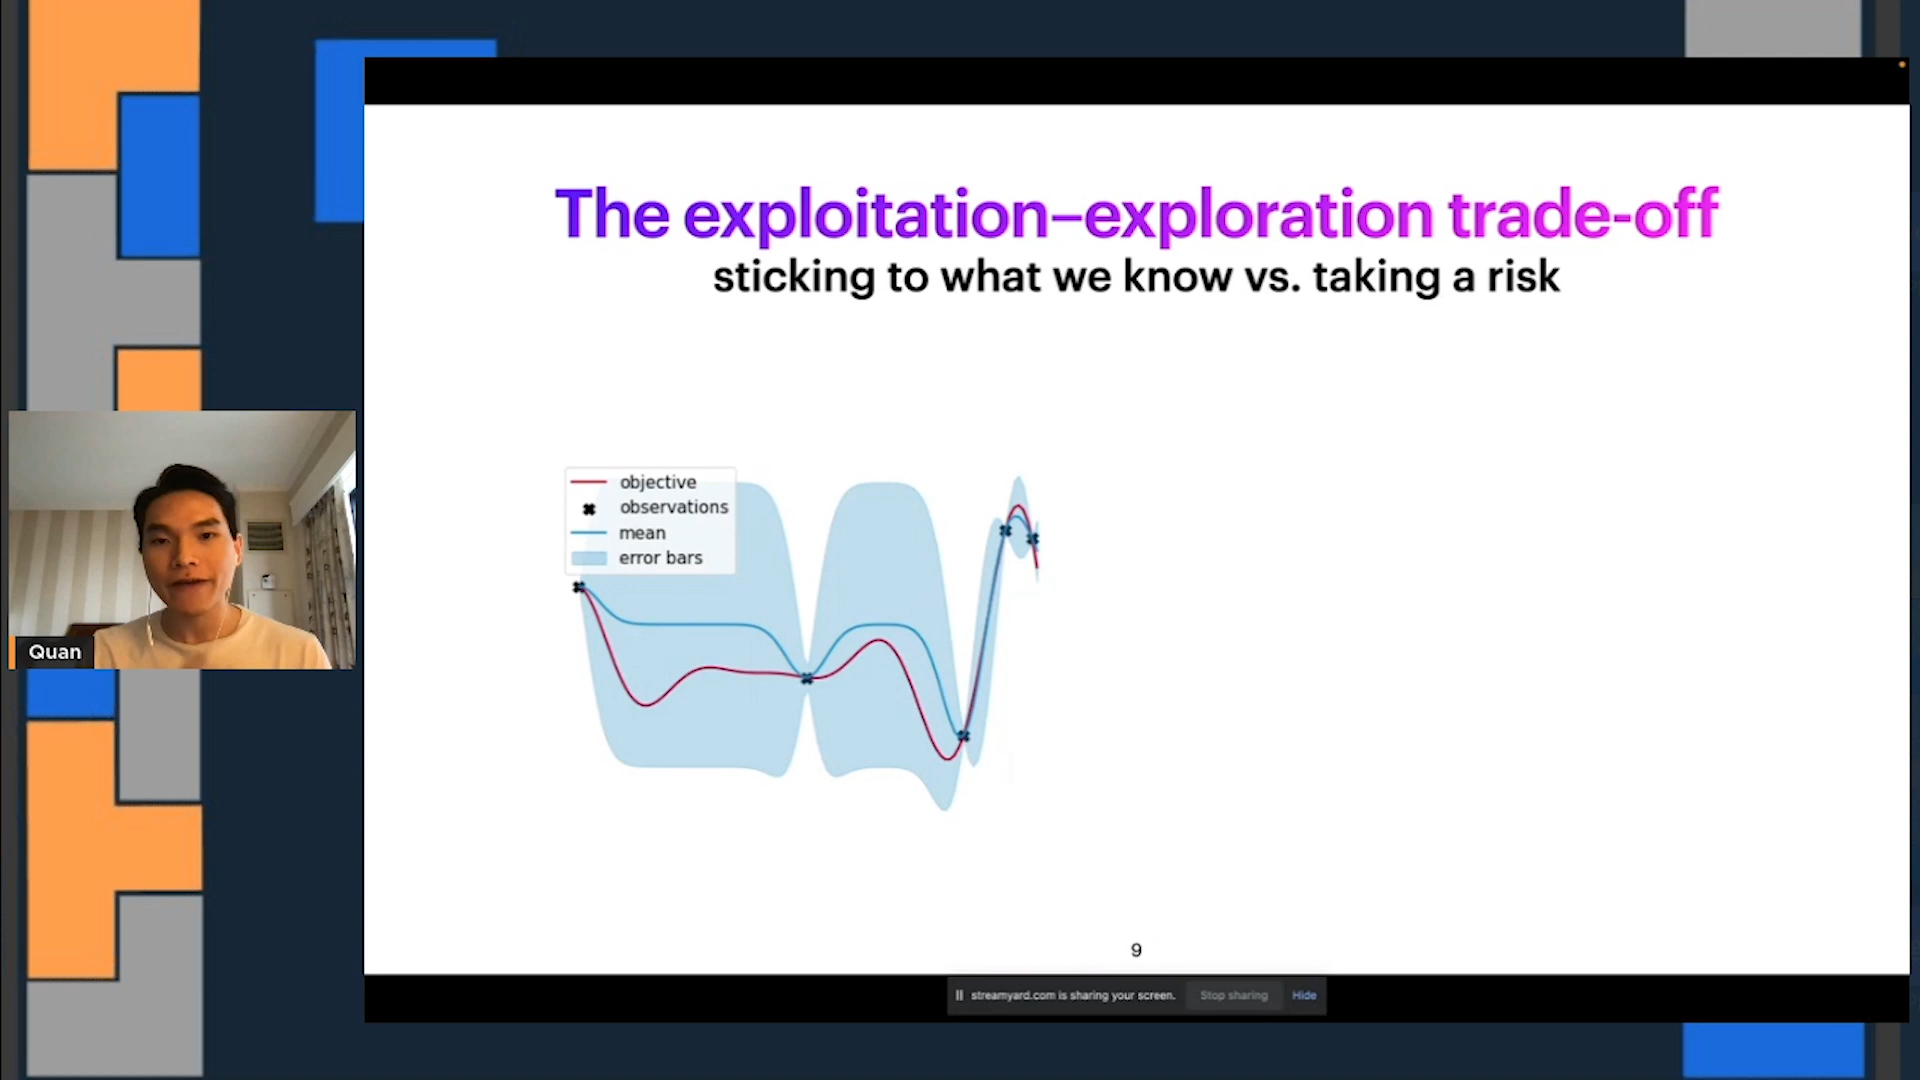 The exploitation–exploration trade-off
sticking to what we know vs. taking a risk
objective
observations
mean
error bars
Quan
9
streamyard.com is sharing your screen. Stop sharing Hide